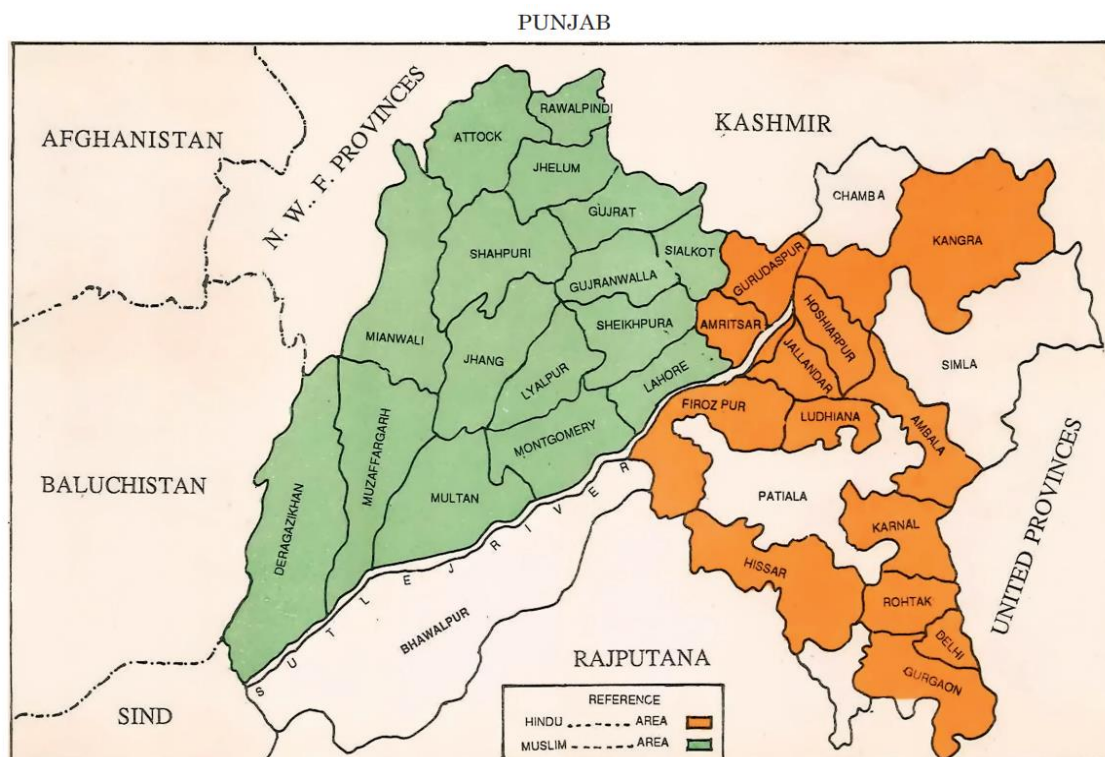 PUNJAB
AFGHANISTAN
N. W.. F. PROVINCES
KASHMIR
RAWALPINDI
ATTOCK
JHELUM
GUJRAT
SHAHPURI
SIALKOT
GUJRANWALLA
MIANWALI
JHANG
LYALPUR
SHEIKHPURA
LAHORE
MONTGOMERY
MULTAN
MUZAFFARGARH
DERAGAZIKHAN
CHAMBA
KANGRA
GURUDASPUR
AMRITSAR
HOSHIARPUR
JALLANDAR
SIMLA
FIROZ PUR
LUDHIANA
AMBALA
PATIALA
KARNAL
HISSAR
ROHTAK
DELHI
GURGAON
BALUCHISTAN
SUTLEJ RIVER
BHAWALPUR
UNITED PROVINCES
RAJPUTANA
SIND
REFERENCE
HINDU AREA
MUSLIM AREA